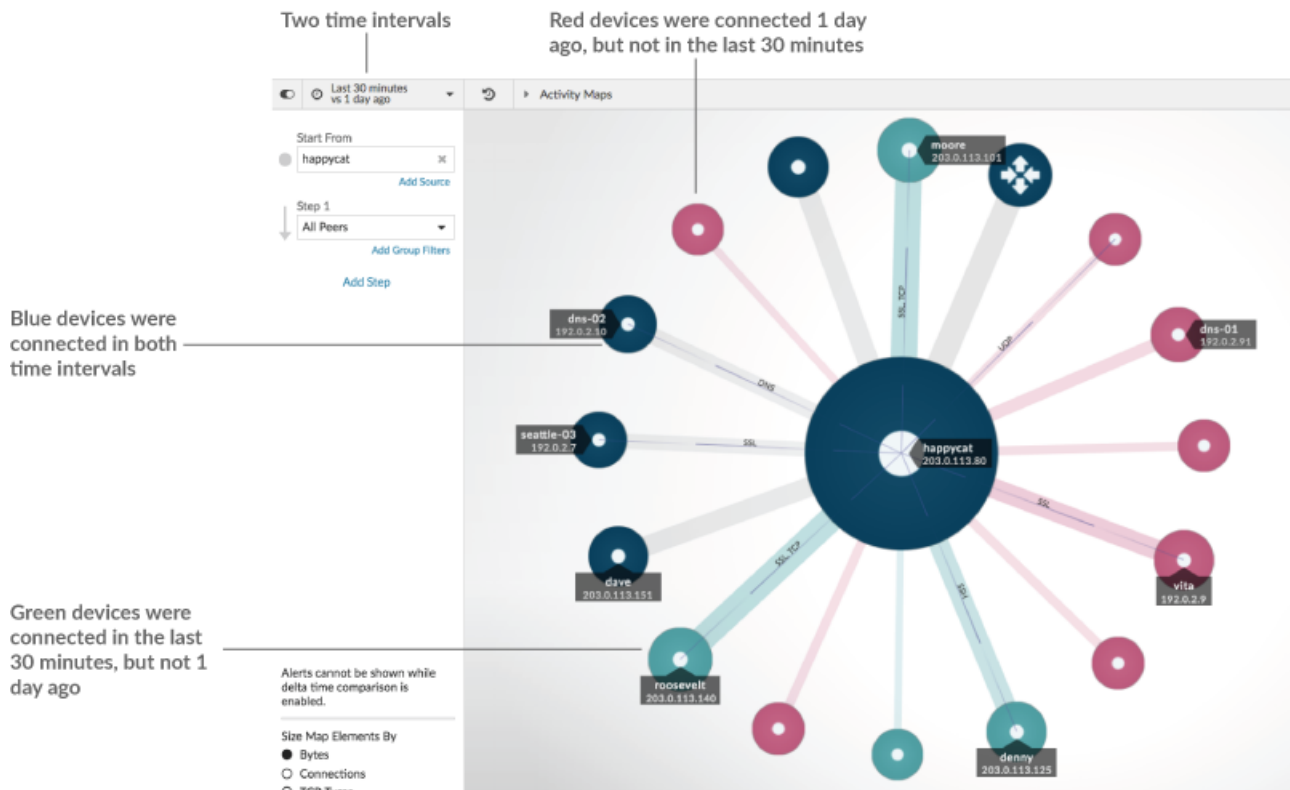 Two time intervals
Red devices were connected 1 day
ago, but not in the last 30 minutes
Last 30 minutes
vs 1 day ago
Activity Maps
Start From
happycat
Add Source
Step 1
All Peers
Add Group Filters
Add Step
Blue devices were
connected in both
time intervals
Green devices were
connected in the last
30 minutes, but not 1
day ago
Alerts cannot be shown while
delta time comparison is
enabled.
Size Map Elements By
Bytes
Connections
moore
203.0.113.101
SSL, TCP
UDP
dns-01
192.0.2.91
dns-02
192.0.2.10
DNS
seattle-03
192.0.2.7
SSL
happycat
203.0.113.80
SSL
vita
192.0.2.9
dave
203.0.113.151
SSL, TCP
roosevelt
203.0.113.140
SSH
denny
203.0.113.125